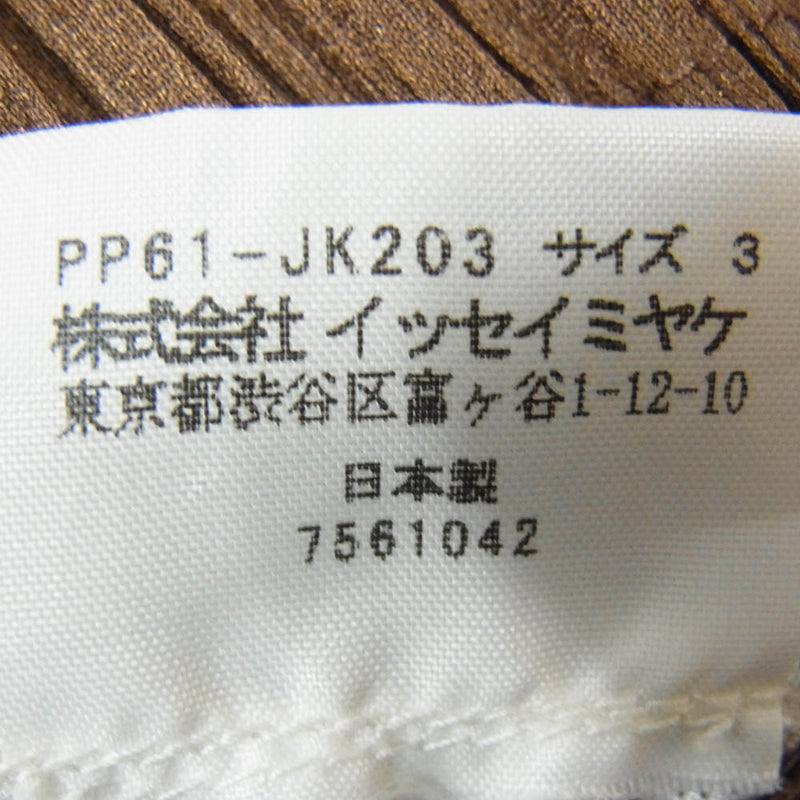 PP61-JK203 サイズ 3
株式会社 イッセイミヤケ
東京都渋谷区富ヶ谷1-12-10
日本製
7561042